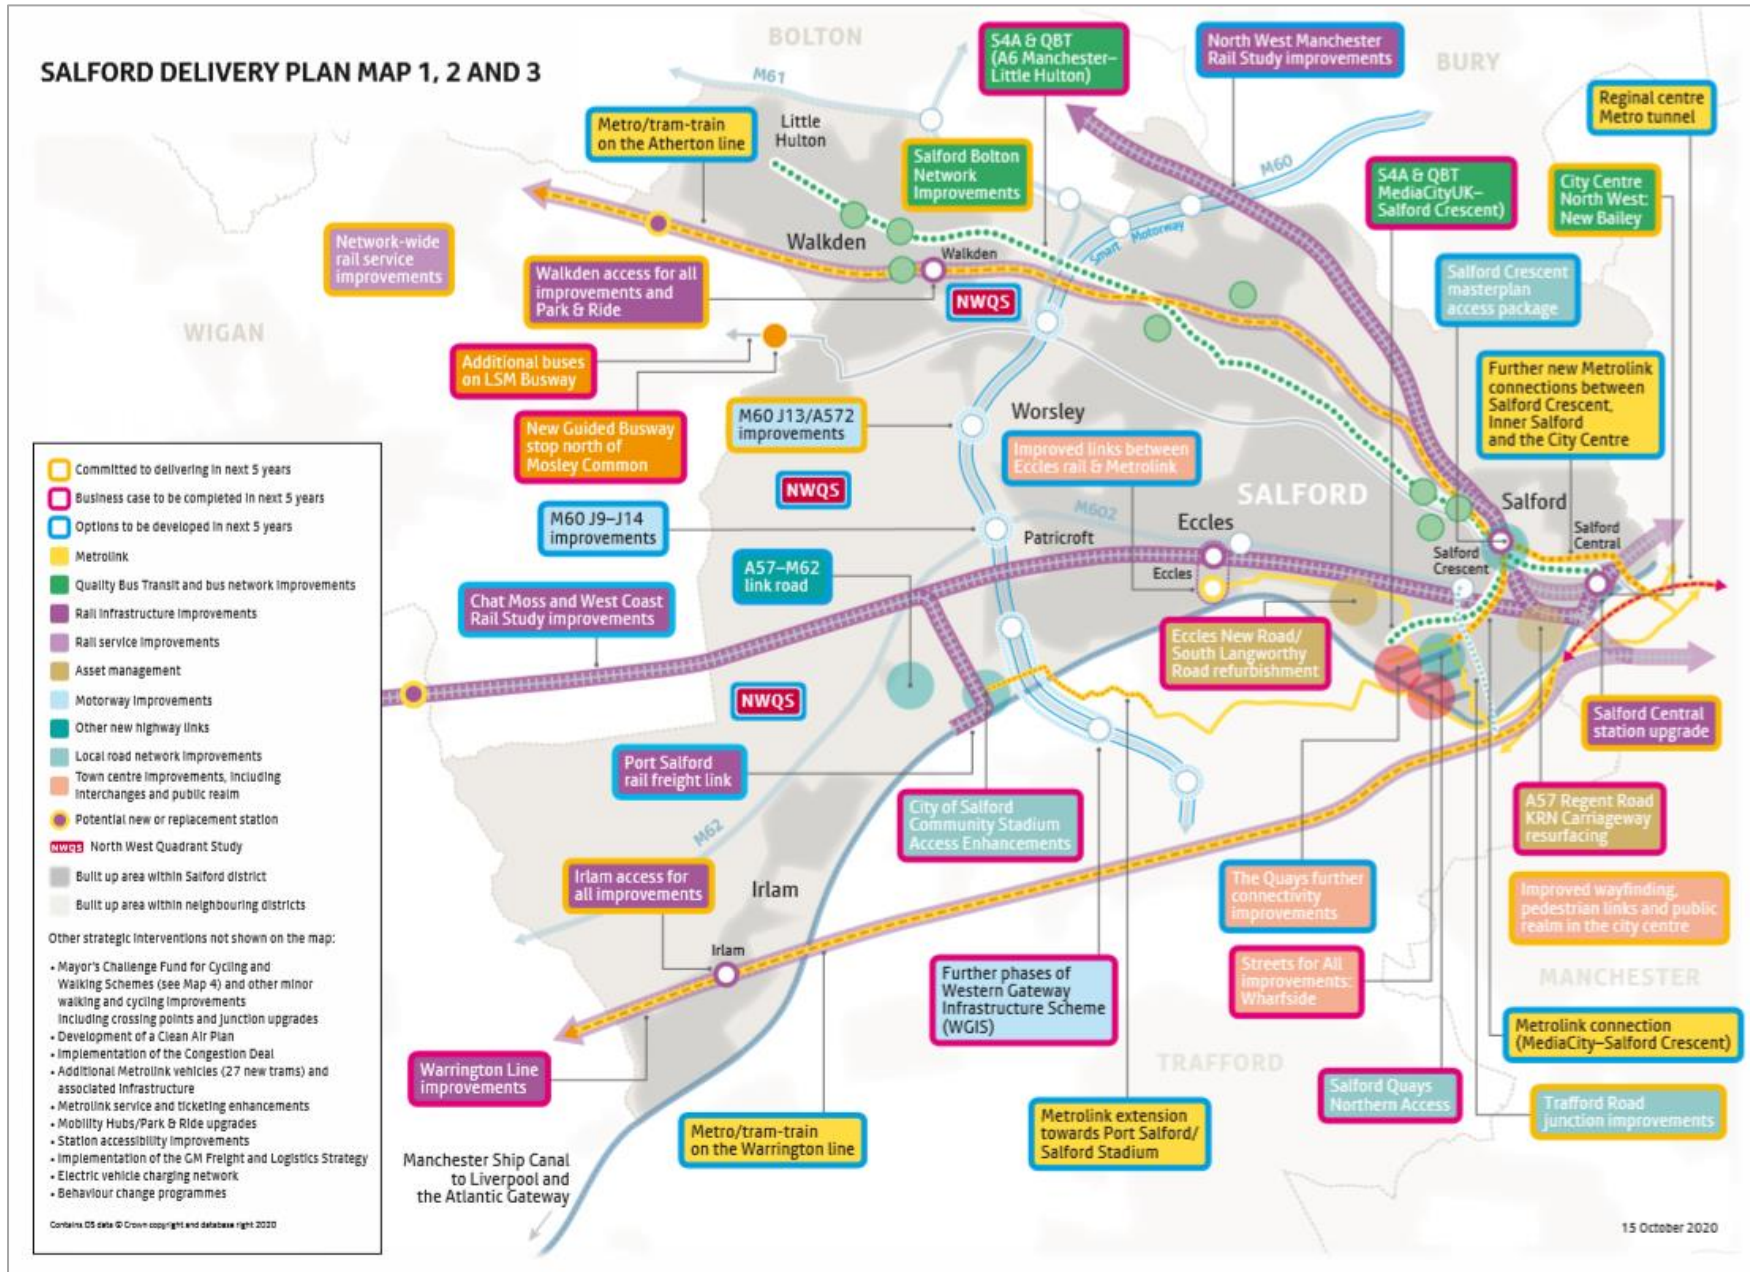 SALFORD DELIVERY PLAN MAP 1, 2 AND 3
BOLTON
BURY
WIGAN
SALFORD
MANCHESTER
TRAFFORD
M61
M60
Smart Motorway
M602
M62
Little
Hulton
Walkden
Walkden
Worsley
Patricroft
Eccles
Eccles
Salford
Salford
Central
Salford
Crescent
Irlam
Irlam
S4A & QBT
(A6 Manchester–
Little Hulton)
North West Manchester
Rail Study improvements
Reginal centre
Metro tunnel
Metro/tram-train
on the Atherton line
Salford Bolton
Network
Improvements
S4A & QBT
MediaCityUK–
Salford Crescent)
City Centre
North West:
New Bailey
Network-wide
rail service
improvements
Walkden access for all
improvements and
Park & Ride
NWQS
Salford Crescent
masterplan
access package
Additional buses
on LSM Busway
Further new Metrolink
connections between
Salford Crescent,
Inner Salford
and the City Centre
New Guided Busway
stop north of
Mosley Common
M60 J13/A572
improvements
Improved links between
Eccles rail & Metrolink
NWQS
M60 J9–J14
improvements
A57–M62
link road
Chat Moss and West Coast
Rail Study improvements
Eccles New Road/
South Langworthy
Road refurbishment
NWQS
Salford Central
station upgrade
Port Salford
rail freight link
City of Salford
Community Stadium
Access Enhancements
A57 Regent Road
KRN Carriageway
resurfacing
Irlam access for
all improvements
The Quays further
connectivity
improvements
Improved wayfinding,
pedestrian links and public
realm in the city centre
Further phases of
Western Gateway
Infrastructure Scheme
(WGIS)
Streets for All
improvements:
Wharfside
Metrolink connection
(MediaCity–Salford Crescent)
Warrington Line
improvements
Salford Quays
Northern Access
Trafford Road
junction improvements
Metro/tram-train
on the Warrington line
Metrolink extension
towards Port Salford/
Salford Stadium
Manchester Ship Canal
to Liverpool and
the Atlantic Gateway
Committed to delivering in next 5 years
Business case to be completed in next 5 years
Options to be developed in next 5 years
Metrolink
Quality Bus Transit and bus network improvements
Rail infrastructure improvements
Rail service improvements
Asset management
Motorway improvements
Other new highway links
Local road network improvements
Town centre improvements, including
interchanges and public realm
Potential new or replacement station
NWQS North West Quadrant Study
Built up area within Salford district
Built up area within neighbouring districts
Other strategic interventions not shown on the map:
• Mayor's Challenge Fund for Cycling and
Walking Schemes (see Map 4) and other minor
walking and cycling improvements
including crossing points and junction upgrades
• Development of a Clean Air Plan
• Implementation of the Congestion Deal
• Additional Metrolink vehicles (27 new trams) and
associated infrastructure
• Metrolink service and ticketing enhancements
• Mobility Hubs/Park & Ride upgrades
• Station accessibility improvements
• Implementation of the GM Freight and Logistics Strategy
• Electric vehicle charging network
• Behaviour change programmes
Contains OS data © Crown copyright and database right 2020
15 October 2020